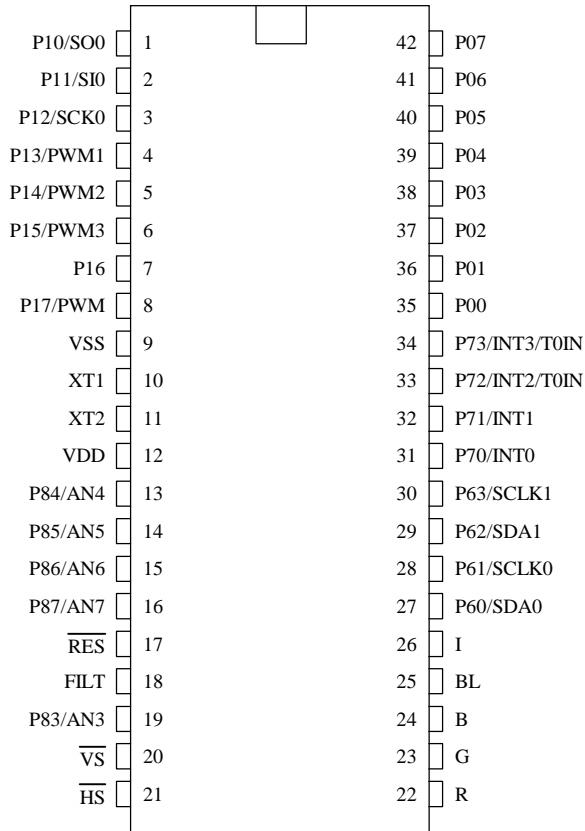 P10/SO0 1 42 P07
P11/SI0 2 41 P06
P12/SCK0 3 40 P05
P13/PWM1 4 39 P04
P14/PWM2 5 38 P03
P15/PWM3 6 37 P02
P16 7 36 P01
P17/PWM 8 35 P00
VSS 9 34 P73/INT3/T0IN
XT1 10 33 P72/INT2/T0IN
XT2 11 32 P71/INT1
VDD 12 31 P70/INT0
P84/AN4 13 30 P63/SCLK1
P85/AN5 14 29 P62/SDA1
P86/AN6 15 28 P61/SCLK0
P87/AN7 16 27 P60/SDA0
R̅E̅S̅ 17 26 I
FILT 18 25 BL
P83/AN3 19 24 B
V̅S̅ 20 23 G
H̅S̅ 21 22 R